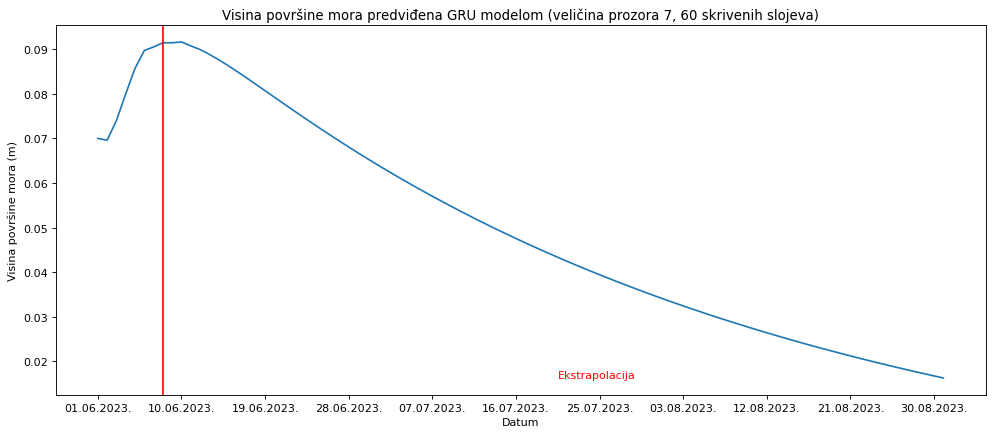 Visina površine mora predviđena GRU modelom (veličina prozora 7, 60 skrivenih slojeva)
Visina površine mora (m)
0.09
0.08
0.07
0.06
0.05
0.04
0.03
0.02
Ekstrapolacija
01.06.2023. 10.06.2023. 19.06.2023. 28.06.2023. 07.07.2023. 16.07.2023. 25.07.2023. 03.08.2023. 12.08.2023. 21.08.2023. 30.08.2023.
Datum